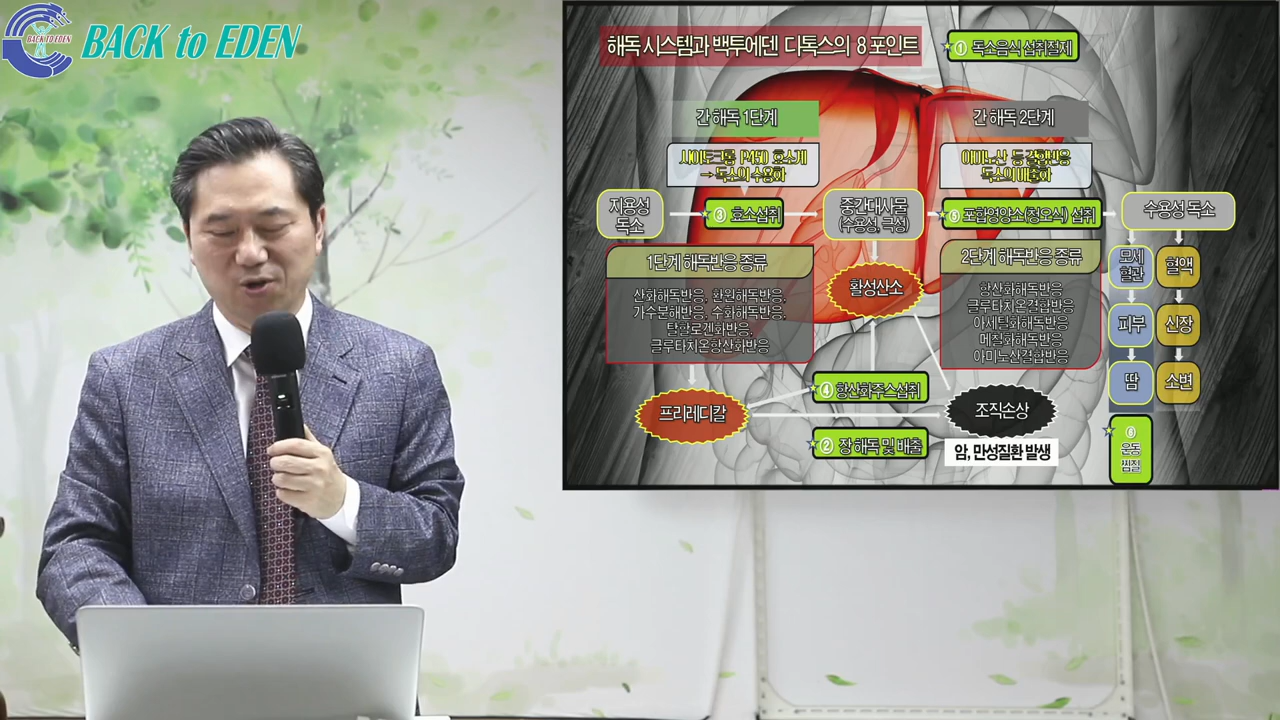 BACK TO EDEN
BACK to EDEN
해독 시스템과 백투에덴 디톡스의 8 포인트
① 독소음식 섭취절제
간 해독 1단계
간 해독 2단계
사이토그롬 P450 효소계
→ 독소의 수용화
아미노산 등 결합반응
독소의 배출화
지용성
독소
③ 효소섭취
중간대사물
(수용성, 극성)
⑤ 포합영양소(청오식) 섭취
수용성 독소
1단계 해독반응 종류
산화해독반응, 환원해독반응,
가수분해반응, 수화해독반응,
탈할로겐화반응,
글루타치온항산화반응
활성산소
2단계 해독반응 종류
항산화해독반응
글루타치온결합반응
아세틸화해독반응
메칠화해독반응
아미노산결합반응
모세
혈관
혈액
피부
신장
땀
소변
프리레디칼
④ 항산화주스섭취
② 장 해독 및 배출
조직손상
암, 만성질환 발생
⑥
운동
찜질